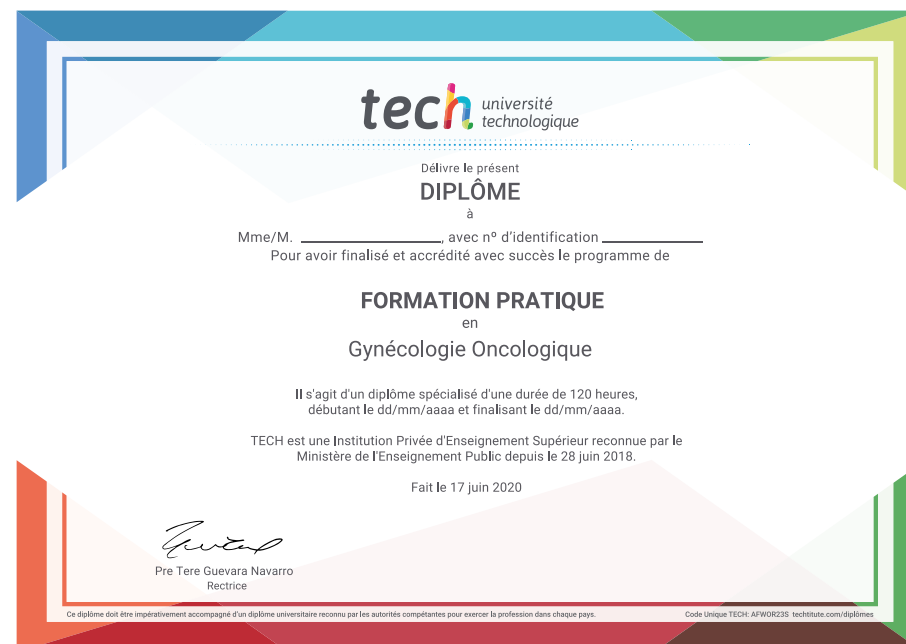 tech université
technologique
Délivre le présent
DIPLÔME
à
Mme/M. ____________________, avec nº d'identification ______________
Pour avoir finalisé et accrédité avec succès le programme de
FORMATION PRATIQUE
en
Gynécologie Oncologique
Il s'agit d'un diplôme spécialisé d'une durée de 120 heures,
débutant le dd/mm/aaaa et finalisant le dd/mm/aaaa.
TECH est une Institution Privée d'Enseignement Supérieur reconnue par le
Ministère de l'Enseignement Public depuis le 28 juin 2018.
Fait le 17 juin 2020
Pre Tere Guevara Navarro
Rectrice
Ce diplôme doit être impérativement accompagné d'un diplôme universitaire reconnu par les autorités compétentes pour exercer la profession dans chaque pays.
Code Unique TECH: AFWOR23S techtitute.com/diplômes